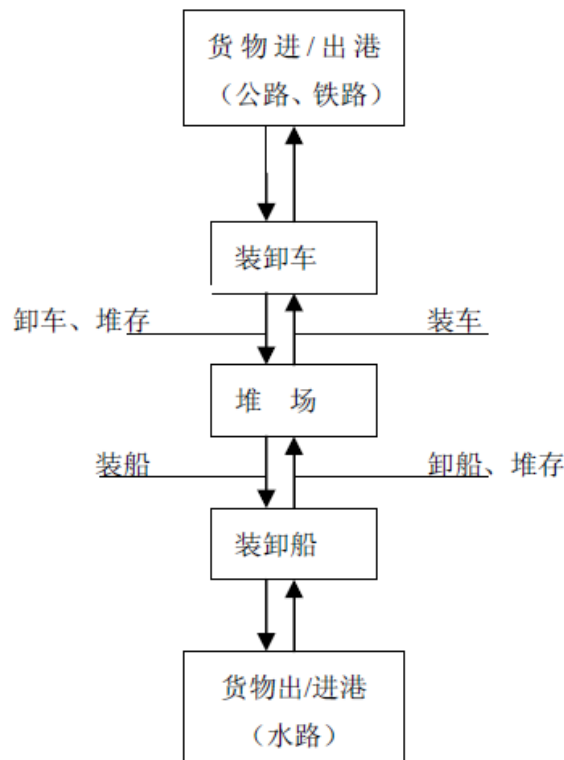 货物进/出港
（公路、铁路）
装卸车
卸车、堆存
装车
堆 场
装船
卸船、堆存
装卸船
货物出/进港
（水路）